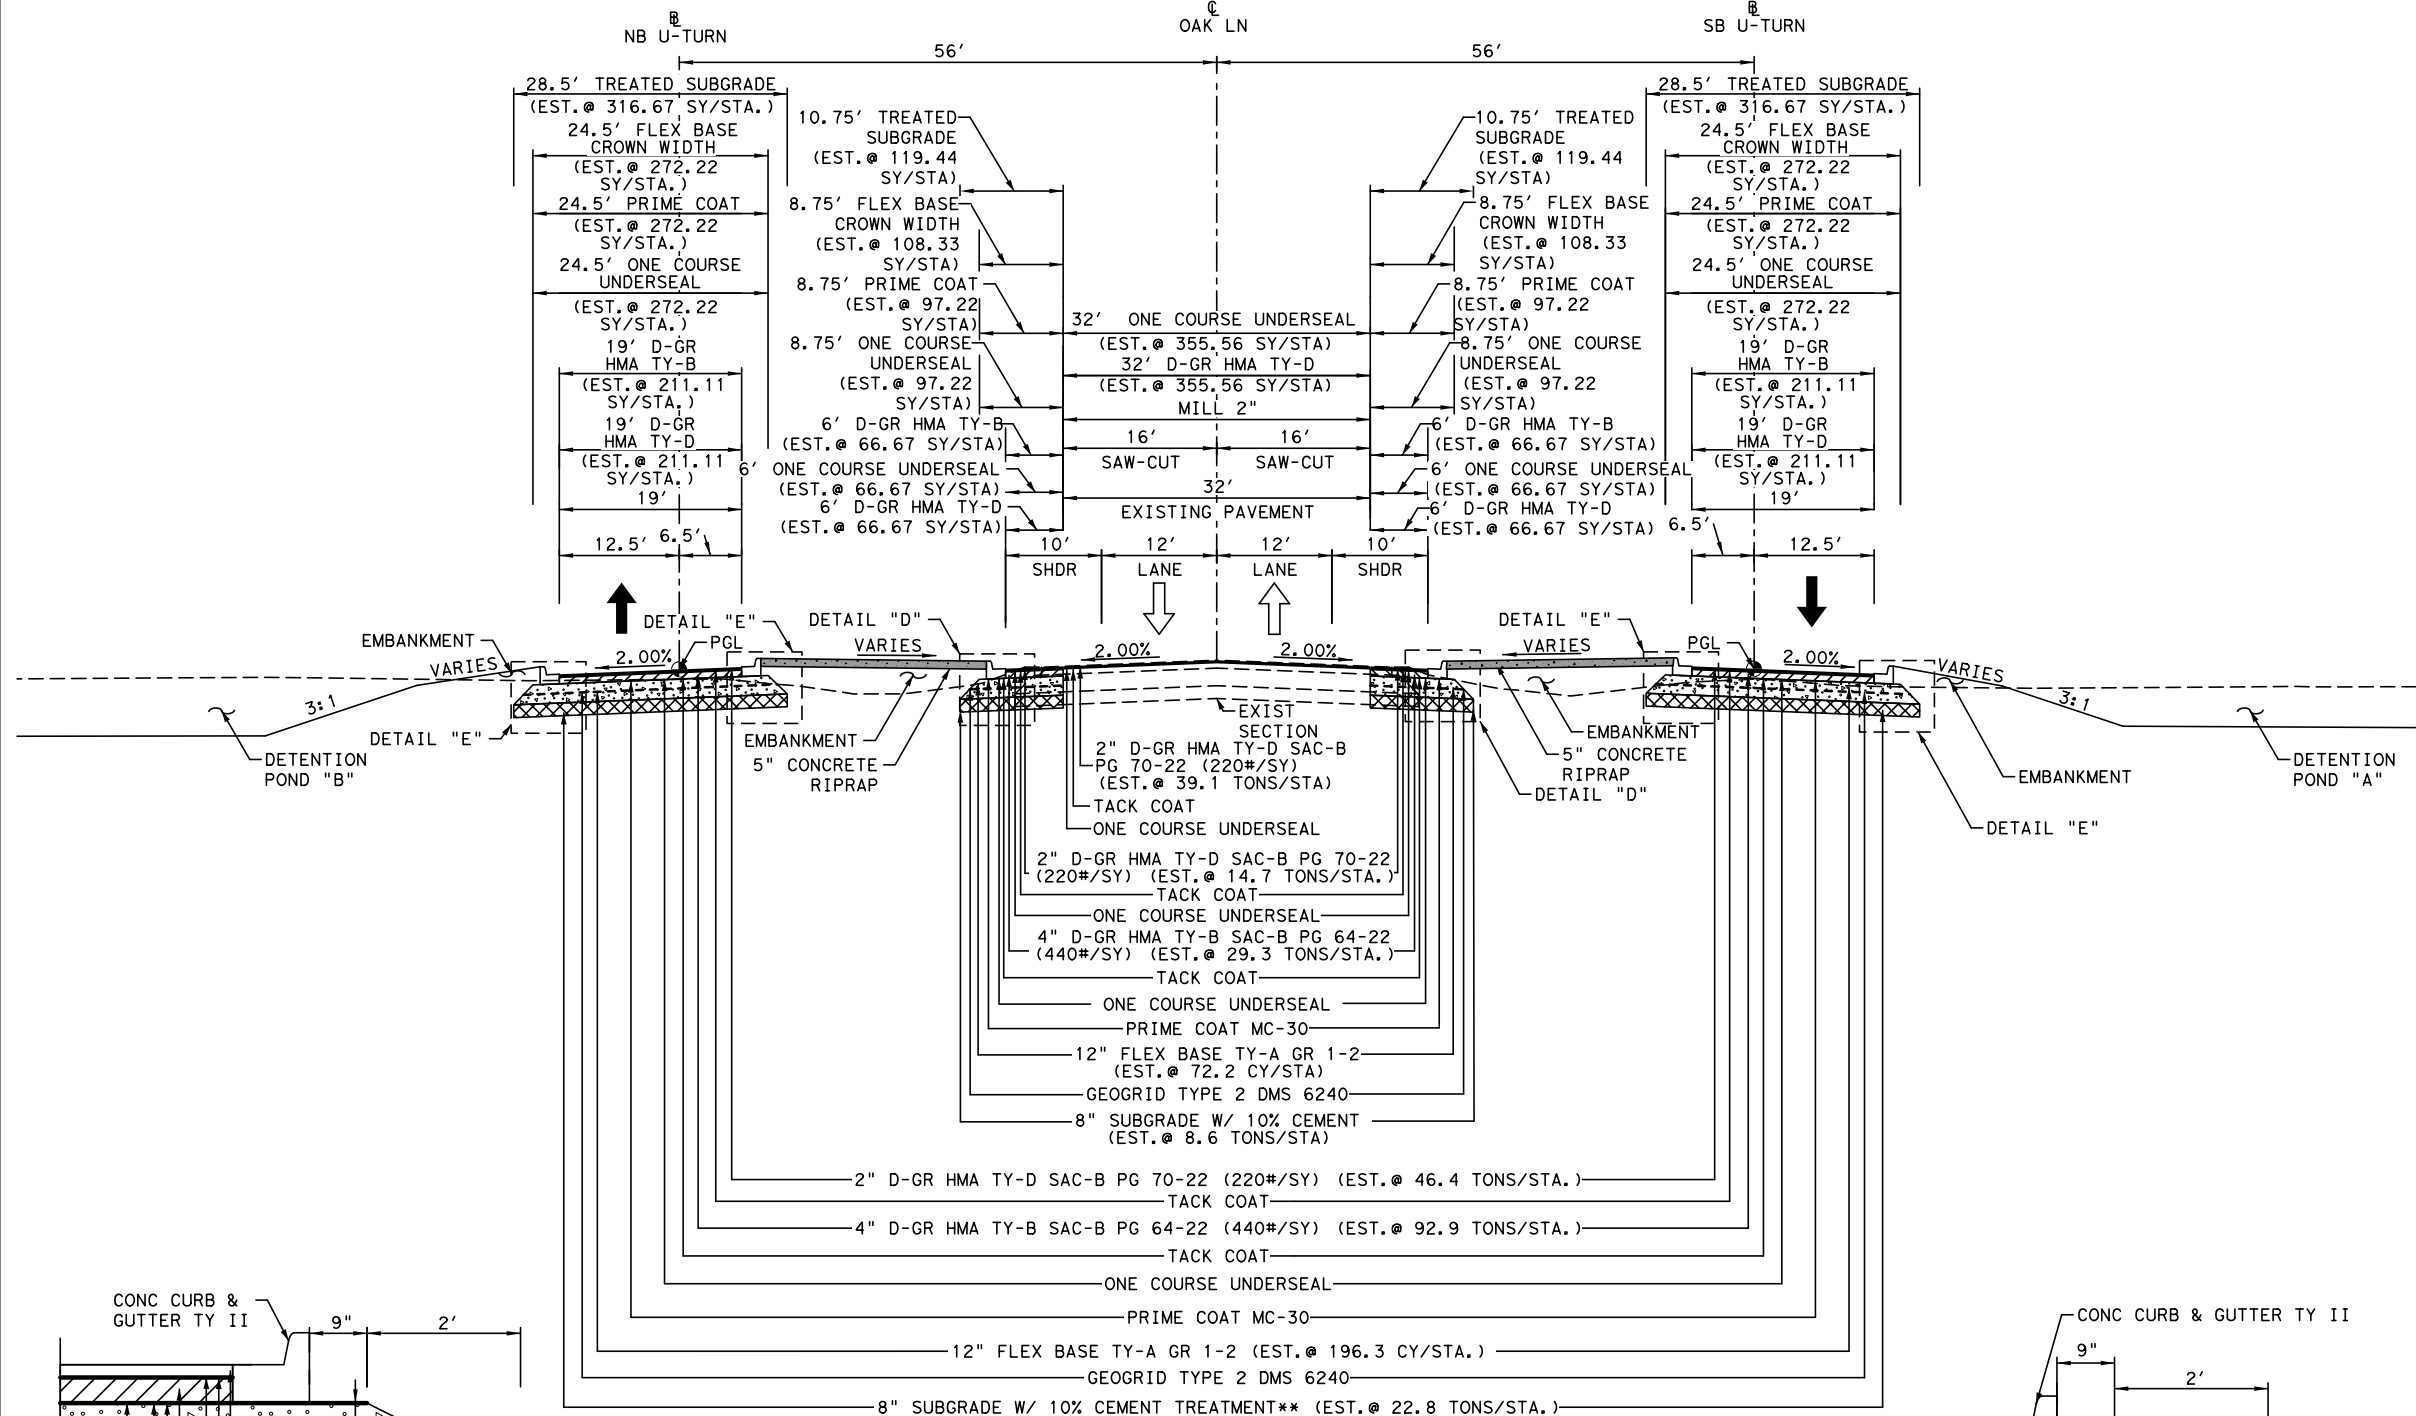 BL
NB U-TURN
CL
OAK LN
BL
SB U-TURN
56'
56'
28.5' TREATED SUBGRADE
(EST.@ 316.67 SY/STA.)
24.5' FLEX BASE
CROWN WIDTH
(EST.@ 272.22
SY/STA.)
24.5' PRIME COAT
(EST.@ 272.22
SY/STA.)
24.5' ONE COURSE
UNDERSEAL
(EST.@ 272.22
SY/STA.)
19' D-GR
HMA TY-B
(EST.@ 211.11
SY/STA.)
19' D-GR
HMA TY-D
(EST.@ 211.11
SY/STA.)
19'
12.5'
6.5'
10.75' TREATED
SUBGRADE
(EST.@ 119.44
SY/STA)
8.75' FLEX BASE
CROWN WIDTH
(EST.@ 108.33
SY/STA)
8.75' PRIME COAT
(EST.@ 97.22
SY/STA)
8.75' ONE COURSE
UNDERSEAL
(EST.@ 97.22
SY/STA)
6' D-GR HMA TY-B
(EST.@ 66.67 SY/STA)
6' ONE COURSE UNDERSEAL
(EST.@ 66.67 SY/STA)
6' D-GR HMA TY-D
(EST.@ 66.67 SY/STA)
32' ONE COURSE UNDERSEAL
(EST.@ 355.56 SY/STA)
32' D-GR HMA TY-D
(EST.@ 355.56 SY/STA)
MILL 2"
16'
16'
SAW-CUT
SAW-CUT
32'
EXISTING PAVEMENT
10'
12'
12'
10'
SHDR
LANE
LANE
SHDR
10.75' TREATED
SUBGRADE
(EST.@ 119.44
SY/STA)
8.75' FLEX BASE
CROWN WIDTH
(EST.@ 108.33
SY/STA)
8.75' PRIME COAT
(EST.@ 97.22
SY/STA)
8.75' ONE COURSE
UNDERSEAL
(EST.@ 97.22
SY/STA)
6' D-GR HMA TY-B
(EST.@ 66.67 SY/STA)
6' ONE COURSE UNDERSEAL
(EST.@ 66.67 SY/STA)
6' D-GR HMA TY-D
(EST.@ 66.67 SY/STA)
28.5' TREATED SUBGRADE
(EST.@ 316.67 SY/STA.)
24.5' FLEX BASE
CROWN WIDTH
(EST.@ 272.22
SY/STA.)
24.5' PRIME COAT
(EST.@ 272.22
SY/STA.)
24.5' ONE COURSE
UNDERSEAL
(EST.@ 272.22
SY/STA.)
19' D-GR
HMA TY-B
(EST.@ 211.11
SY/STA.)
19' D-GR
HMA TY-D
(EST.@ 211.11
SY/STA.)
19'
6.5'
12.5'
EMBANKMENT
VARIES
2.00%
DETAIL "E"
PGL
DETAIL "D"
VARIES
2.00%
2.00%
DETAIL "E"
VARIES
PGL
2.00%
VARIES
3:1
DETAIL "E"
DETENTION
POND "B"
EMBANKMENT
5" CONCRETE
RIPRAP
EXIST
SECTION
EMBANKMENT
5" CONCRETE
RIPRAP
DETAIL "D"
3:1
EMBANKMENT
DETENTION
POND "A"
DETAIL "E"
2" D-GR HMA TY-D SAC-B
PG 70-22 (220#/SY)
(EST.@ 39.1 TONS/STA)
TACK COAT
ONE COURSE UNDERSEAL
2" D-GR HMA TY-D SAC-B PG 70-22
(220#/SY) (EST.@ 14.7 TONS/STA.)
TACK COAT
ONE COURSE UNDERSEAL
4" D-GR HMA TY-B SAC-B PG 64-22
(440#/SY) (EST.@ 29.3 TONS/STA.)
TACK COAT
ONE COURSE UNDERSEAL
PRIME COAT MC-30
12" FLEX BASE TY-A GR 1-2
(EST.@ 72.2 CY/STA)
GEOGRID TYPE 2 DMS 6240
8" SUBGRADE W/ 10% CEMENT
(EST.@ 8.6 TONS/STA)
2" D-GR HMA TY-D SAC-B PG 70-22 (220#/SY) (EST.@ 46.4 TONS/STA.)
TACK COAT
4" D-GR HMA TY-B SAC-B PG 64-22 (440#/SY) (EST.@ 92.9 TONS/STA.)
TACK COAT
ONE COURSE UNDERSEAL
PRIME COAT MC-30
12" FLEX BASE TY-A GR 1-2 (EST.@ 196.3 CY/STA.)
GEOGRID TYPE 2 DMS 6240
8" SUBGRADE W/ 10% CEMENT TREATMENT** (EST.@ 22.8 TONS/STA.)
CONC CURB &
GUTTER TY II
9"
2'
CONC CURB & GUTTER TY II
9"
2'